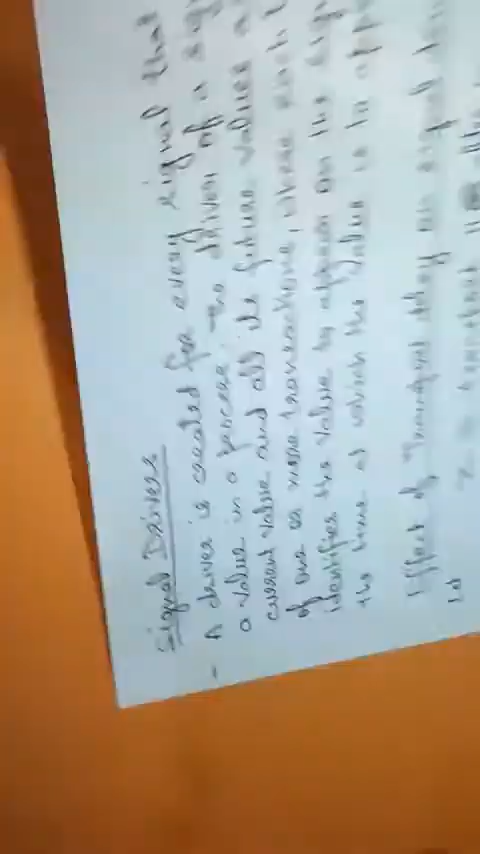 Signal Drivers
- A driver is created for every signal that
a value in a process. The driver of a sig
current value and all its future values a
of one or more transactions, where each t
identifies the value to appear on the sig
the time at which the value is to appe
Effect of Transport delay on signal